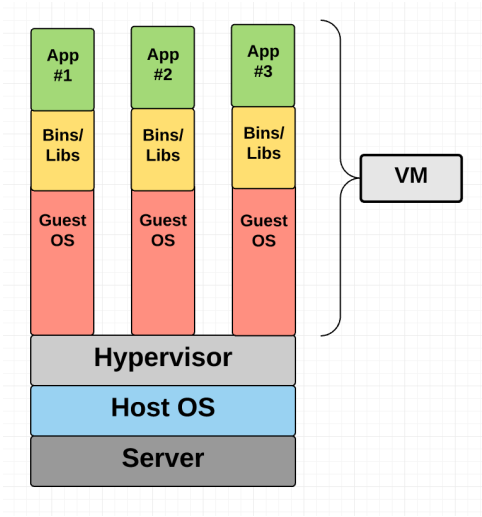 App
#1
App
#2
App
#3
Bins/
Libs
Bins/
Libs
Bins/
Libs
VM
Guest
OS
Guest
OS
Guest
OS
Hypervisor
Host OS
Server